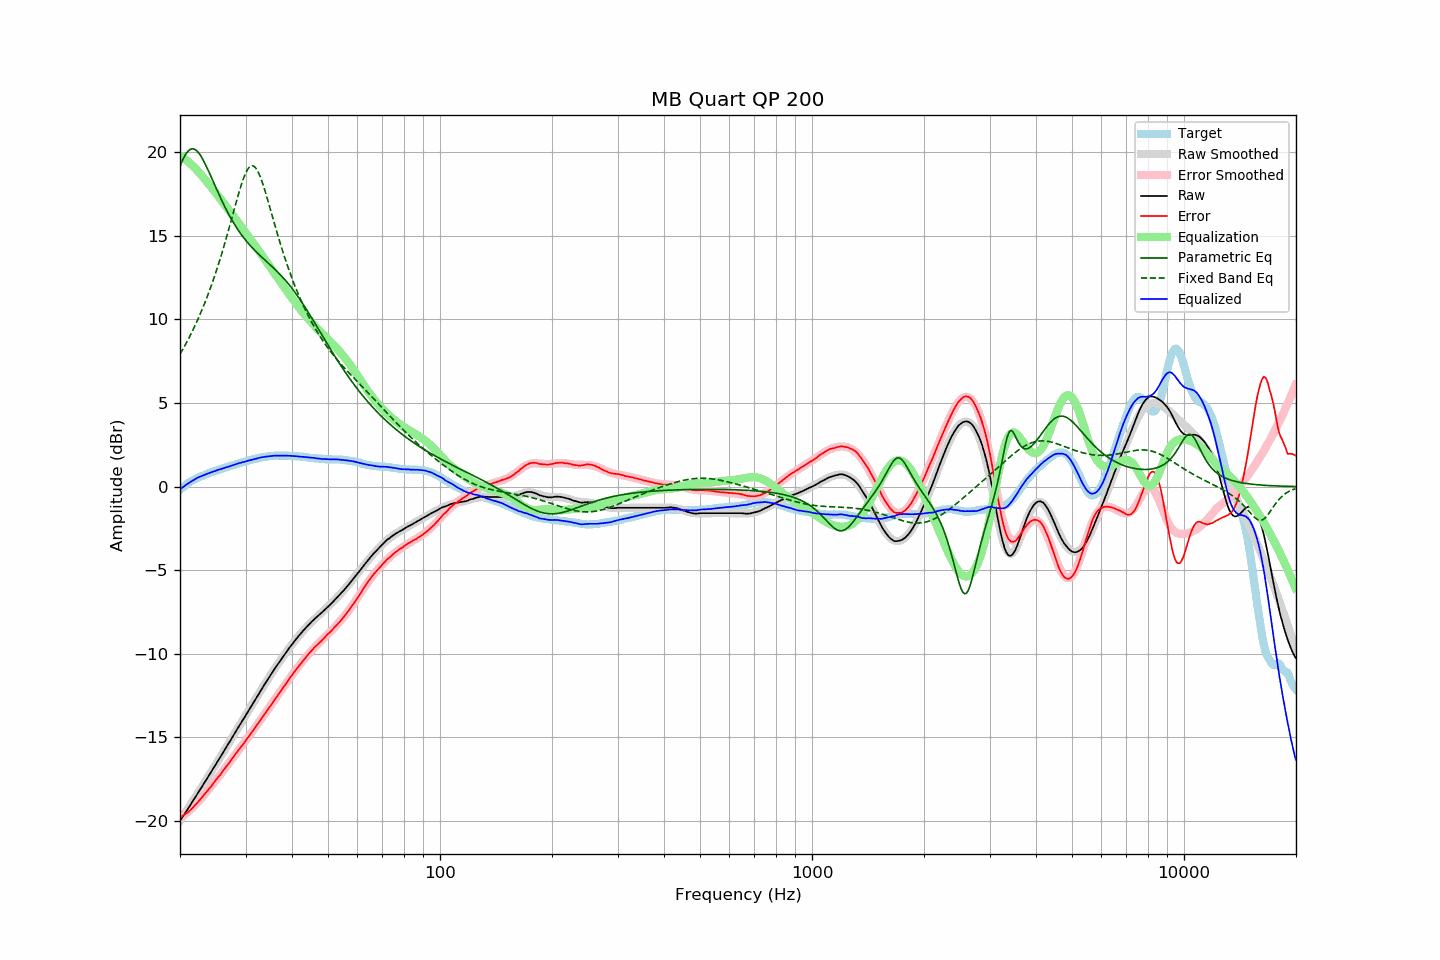 MB Quart QP 200
Target
Raw Smoothed
Error Smoothed
Raw
Error
Equalization
Parametric Eq
Fixed Band Eq
Equalized
20
15
10
5
0
−5
−10
−15
−20
Amplitude (dBr)
100
1000
10000
Frequency (Hz)